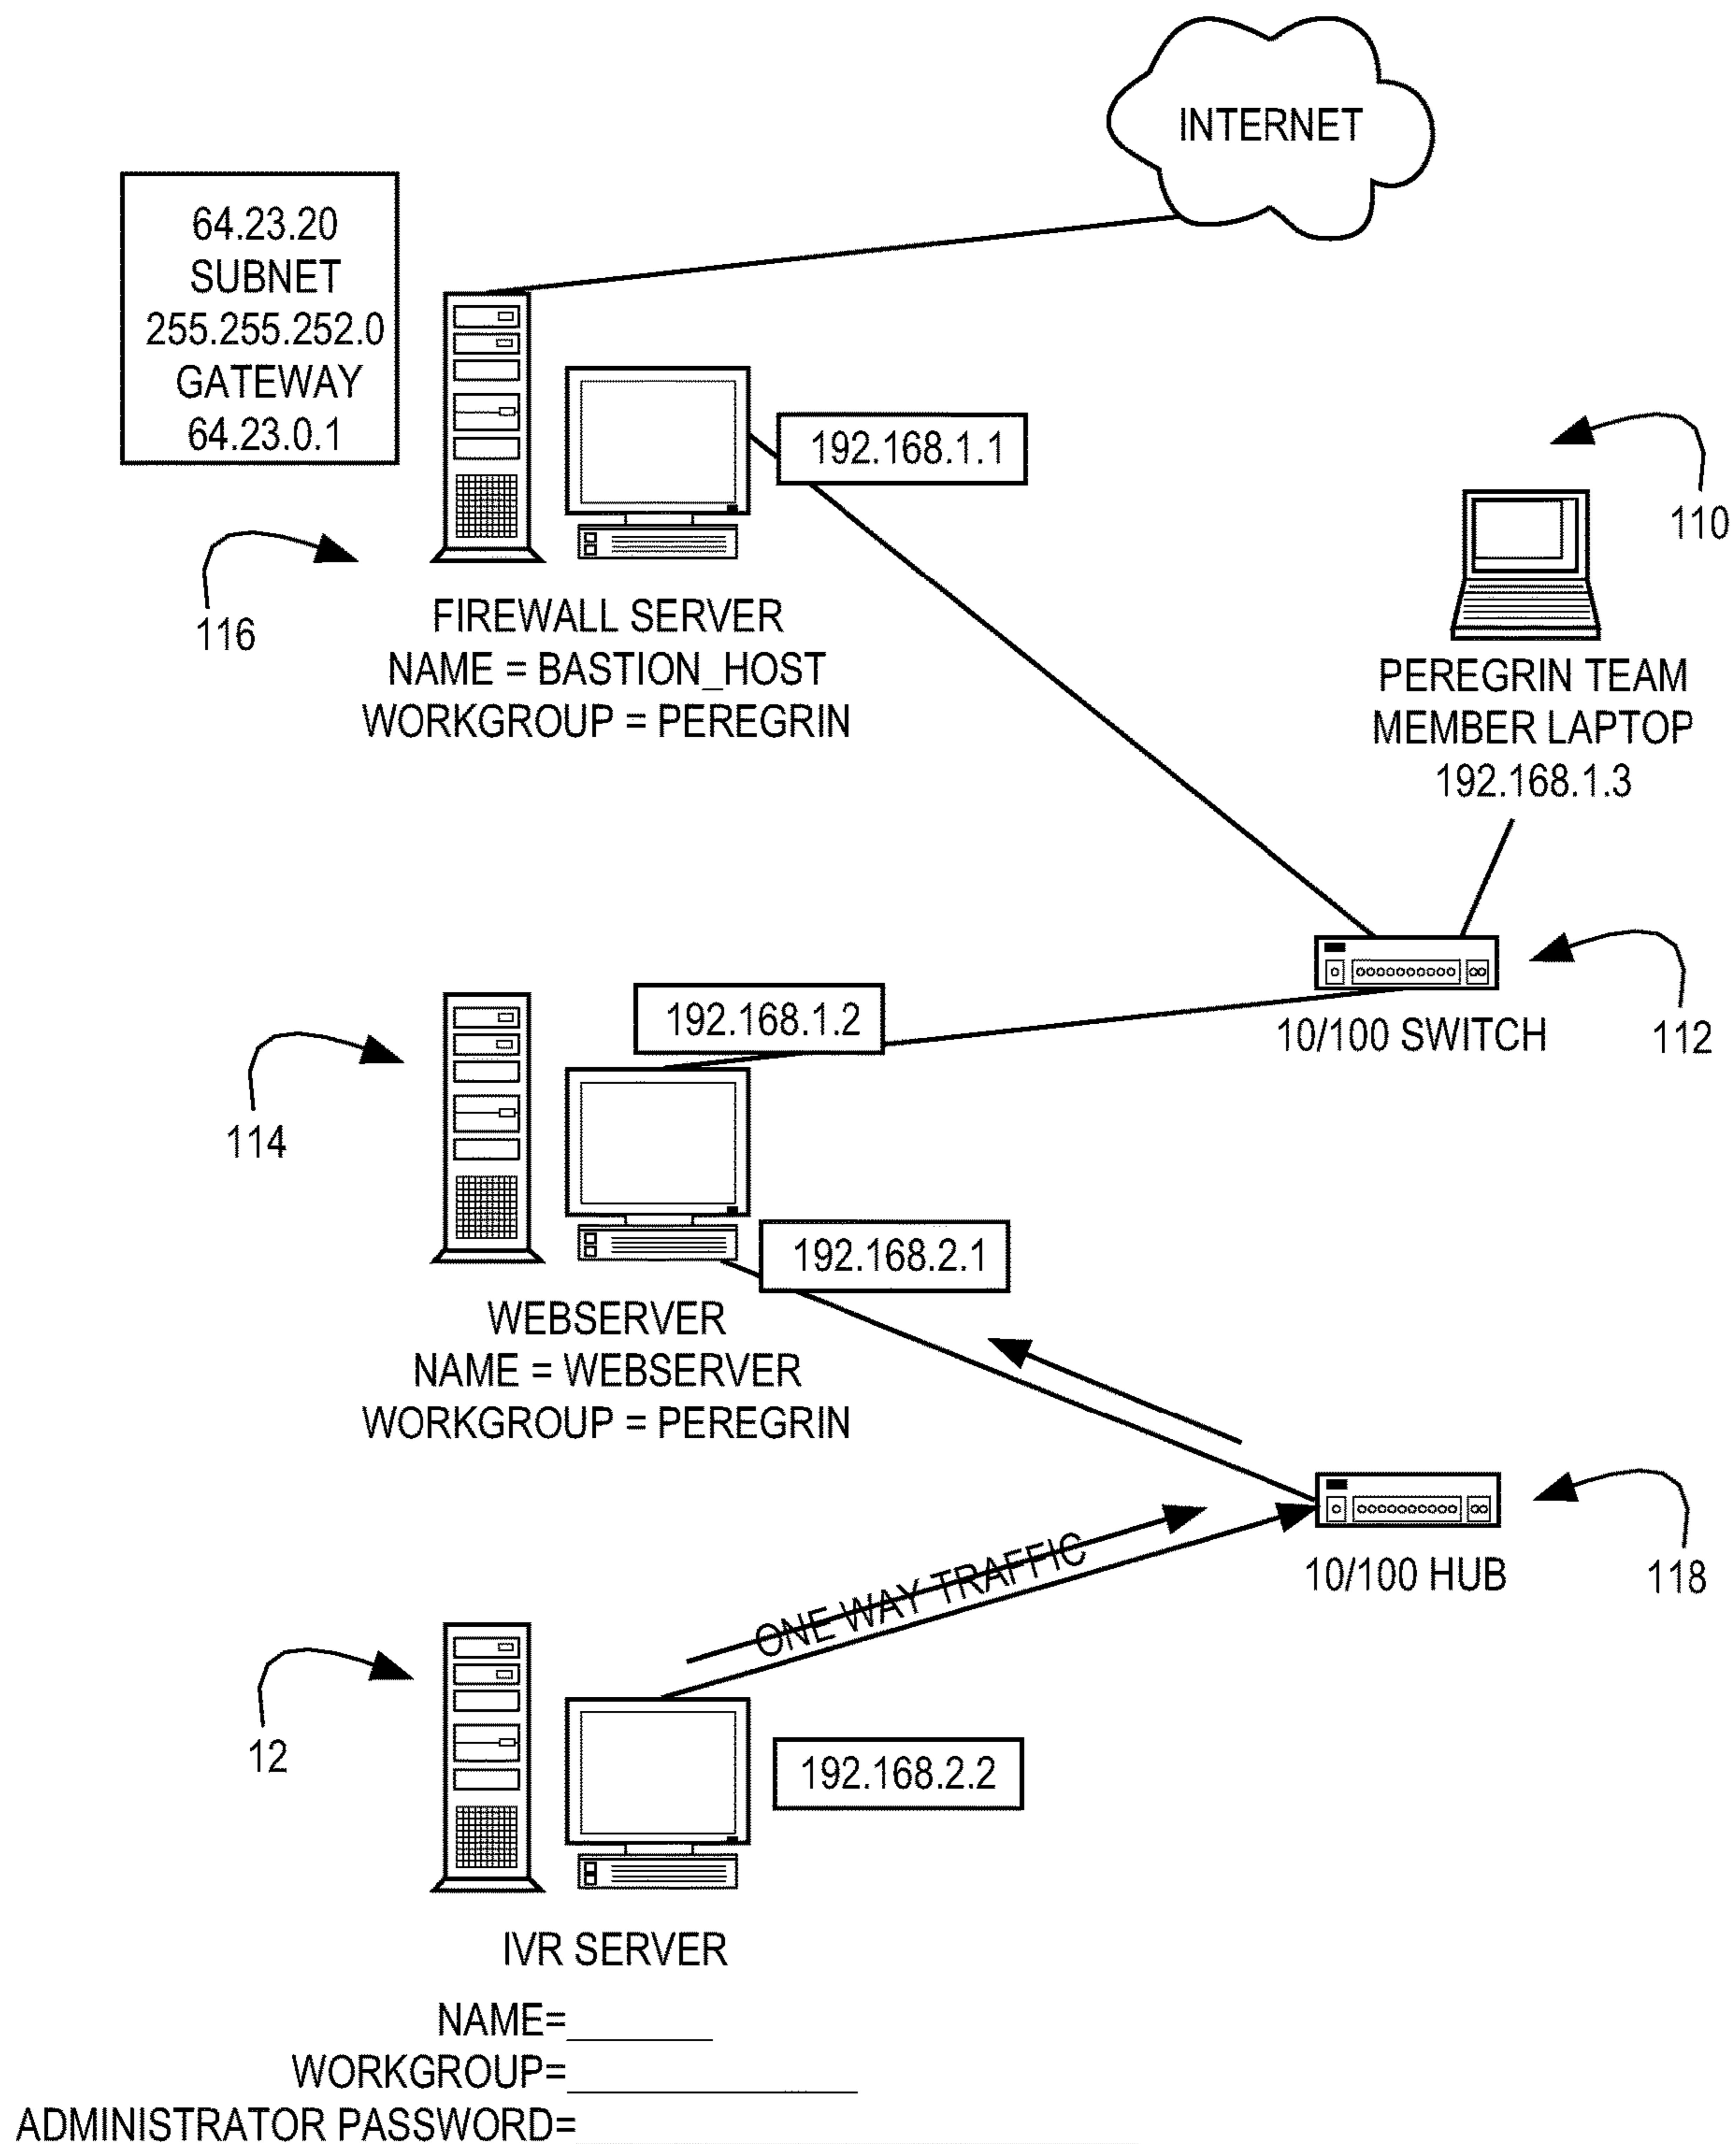 INTERNET
64.23.20
SUBNET
255.255.252.0
GATEWAY
64.23.0.1
192.168.1.1
110
116
FIREWALL SERVER
NAME = BASTION_HOST
WORKGROUP = PEREGRIN
PEREGRIN TEAM
MEMBER LAPTOP
192.168.1.3
192.168.1.2
10/100 SWITCH
112
114
192.168.2.1
WEBSERVER
NAME = WEBSERVER
WORKGROUP = PEREGRIN
ONE WAY TRAFFIC
10/100 HUB
118
12
192.168.2.2
IVR SERVER
NAME=_______
WORKGROUP=______________
ADMINISTRATOR PASSWORD=___________________________